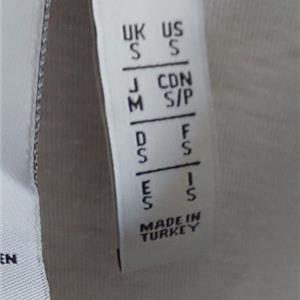 UK US
S S
J CDN
M S/P
D F
S S
E I
S S
MADE IN
TURKEY
EN